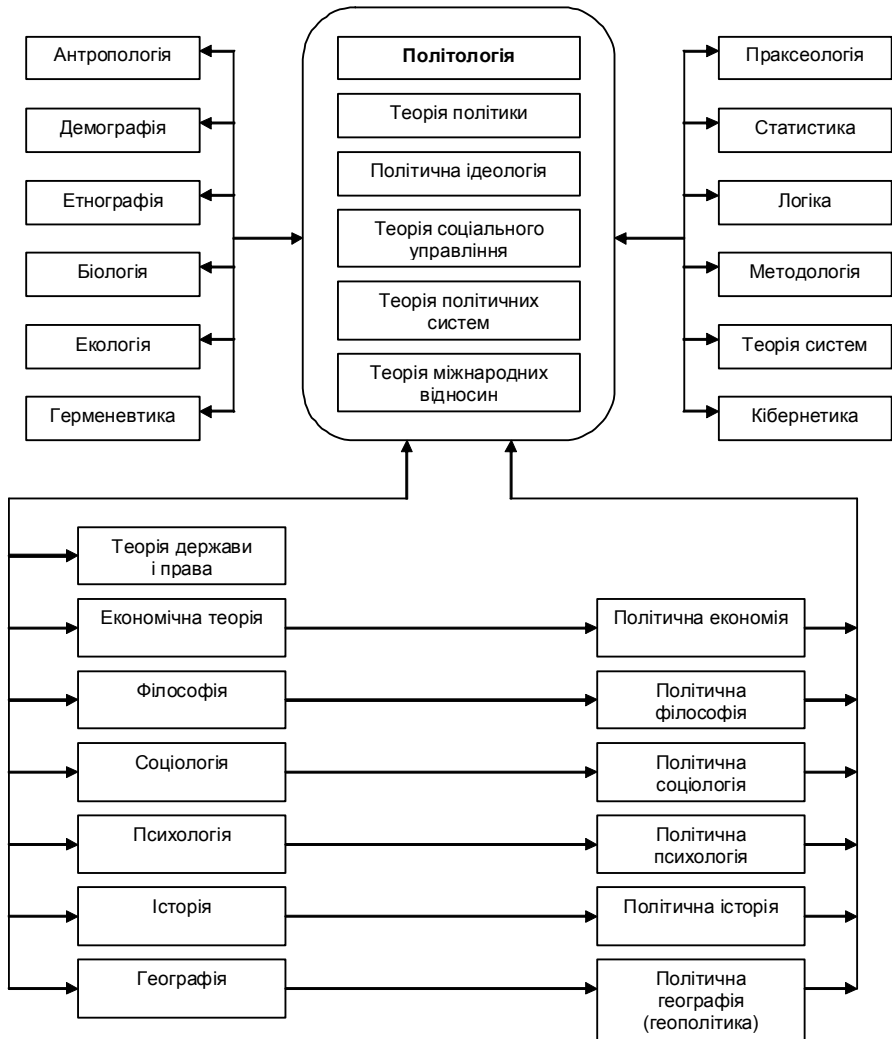 Антропологія
Демографія
Етнографія
Біологія
Екологія
Герменевтика
Політологія
Теорія політики
Політична ідеологія
Теорія соціального
управління
Теорія політичних
систем
Теорія міжнародних
відносин
Праксеологія
Статистика
Логіка
Методологія
Теорія систем
Кібернетика
Теорія держави
і права
Економічна теорія
Політична економія
Філософія
Політична
філософія
Соціологія
Політична
соціологія
Психологія
Політична
психологія
Історія
Політична історія
Географія
Політична
географія
(геополітика)